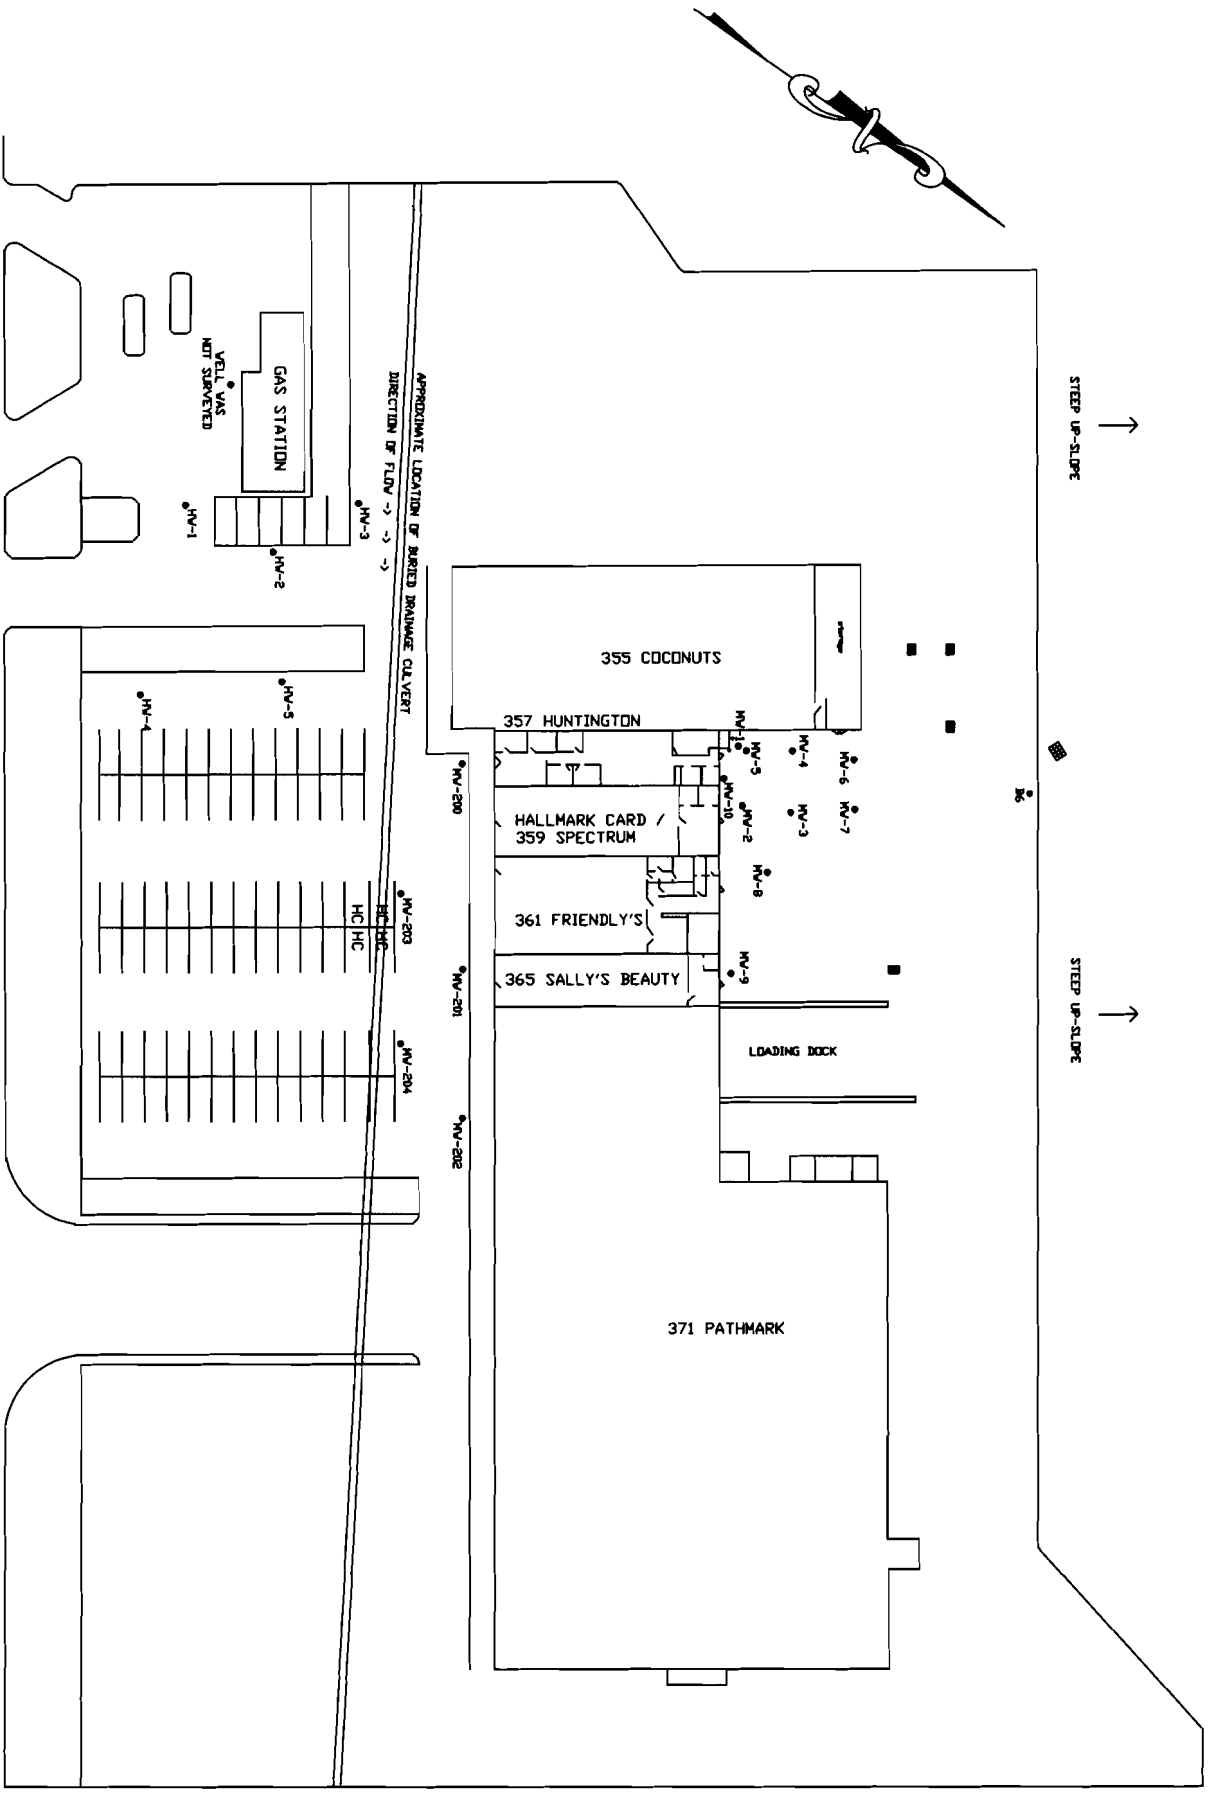 STEEP UP-SLOPE
WELL WAS
NOT SURVEYED
GAS STATION
APPROXIMATE LOCATION OF BURIED DRAINAGE CULVERT
DIRECTION OF FLOW -> -> ->
MW-1
MW-3
MW-2
355 COCONUTS
storage
MW-4
MW-5
357 HUNTINGTON
MW-1
MW-5
MW-4
MW-6
MW-200
MW-10
MW-2
MW-3
MW-7
B6
HALLMARK CARD /
359 SPECTRUM
MW-8
MW-203
HC HC
HC HC
361 FRIENDLY'S
MW-201
365 SALLY'S BEAUTY
MW-9
STEEP UP-SLOPE
MW-204
LOADING DOCK
MW-202
371 PATHMARK